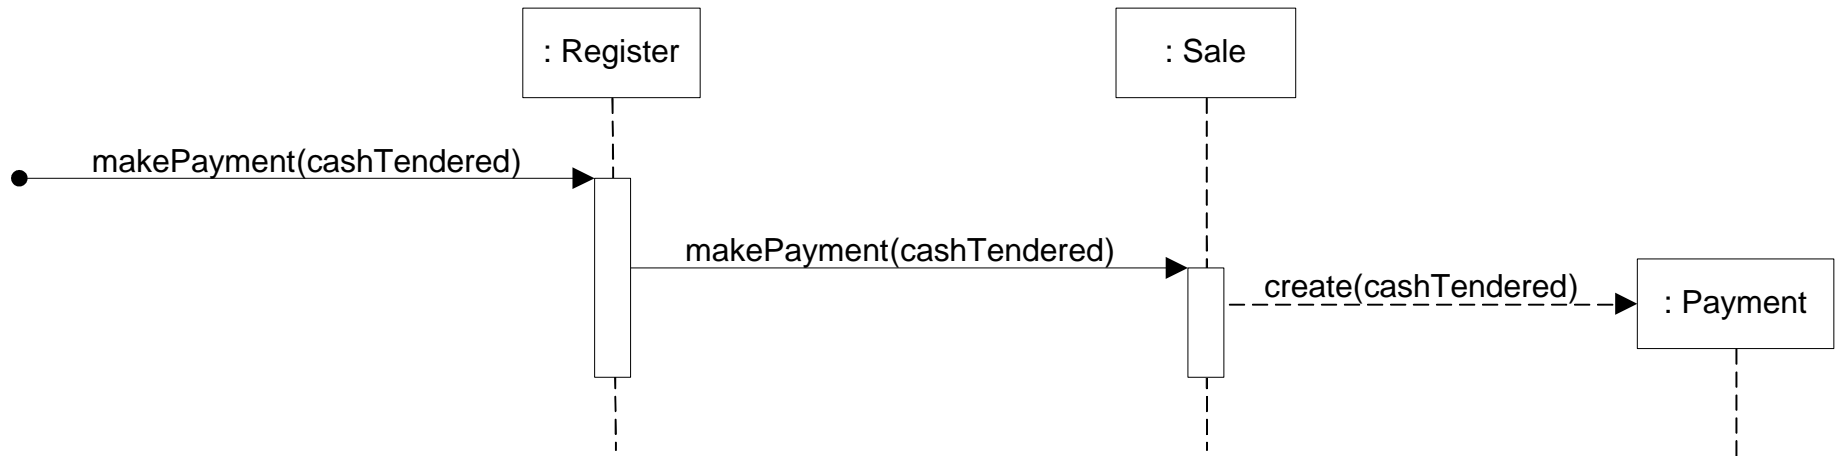 : Register
: Sale
makePayment(cashTendered)
makePayment(cashTendered)
create(cashTendered)
: Payment